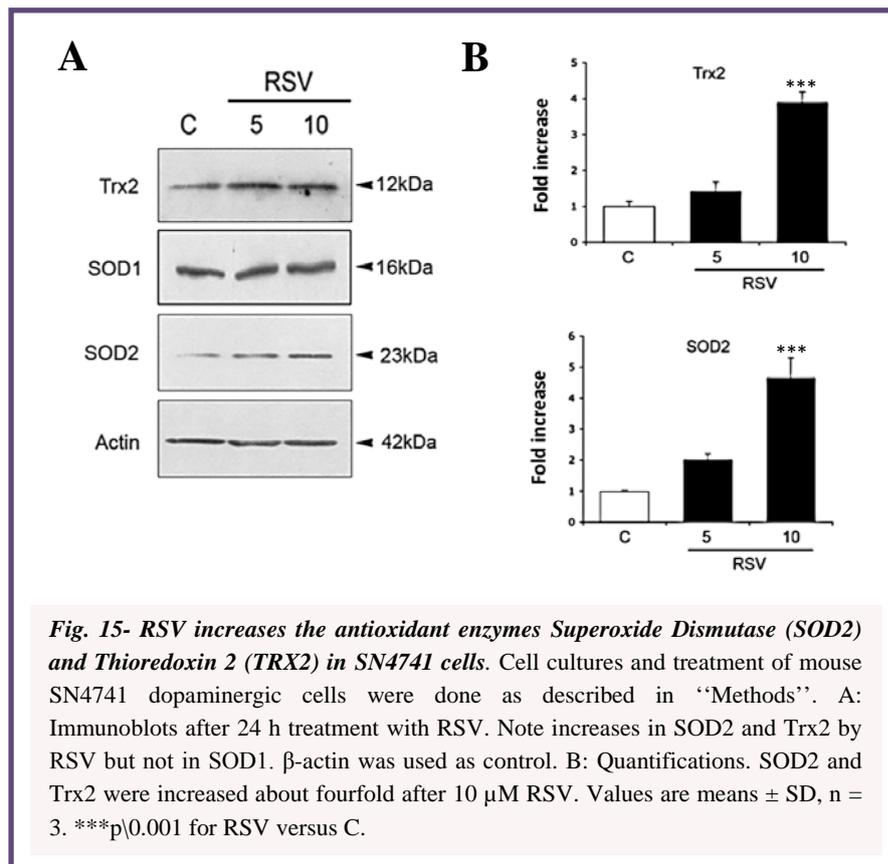 A
RSV
C 5 10
Trx2 12kDa
SOD1 16kDa
SOD2 23kDa
Actin 42kDa
B
Trx2
***
Fold increase
5
4
3
2
1
0
C 5 10
RSV
SOD2
***
Fold increase
6
5
4
3
2
1
0
C 5 10
RSV
Fig. 15- RSV increases the antioxidant enzymes Superoxide Dismutase (SOD2)
and Thioredoxin 2 (TRX2) in SN4741 cells. Cell cultures and treatment of mouse
SN4741 dopaminergic cells were done as described in ‘‘Methods’’. A:
Immunoblots after 24 h treatment with RSV. Note increases in SOD2 and Trx2 by
RSV but not in SOD1. β-actin was used as control. B: Quantifications. SOD2 and
Trx2 were increased about fourfold after 10 µM RSV. Values are means ± SD, n =
3. ***p\0.001 for RSV versus C.